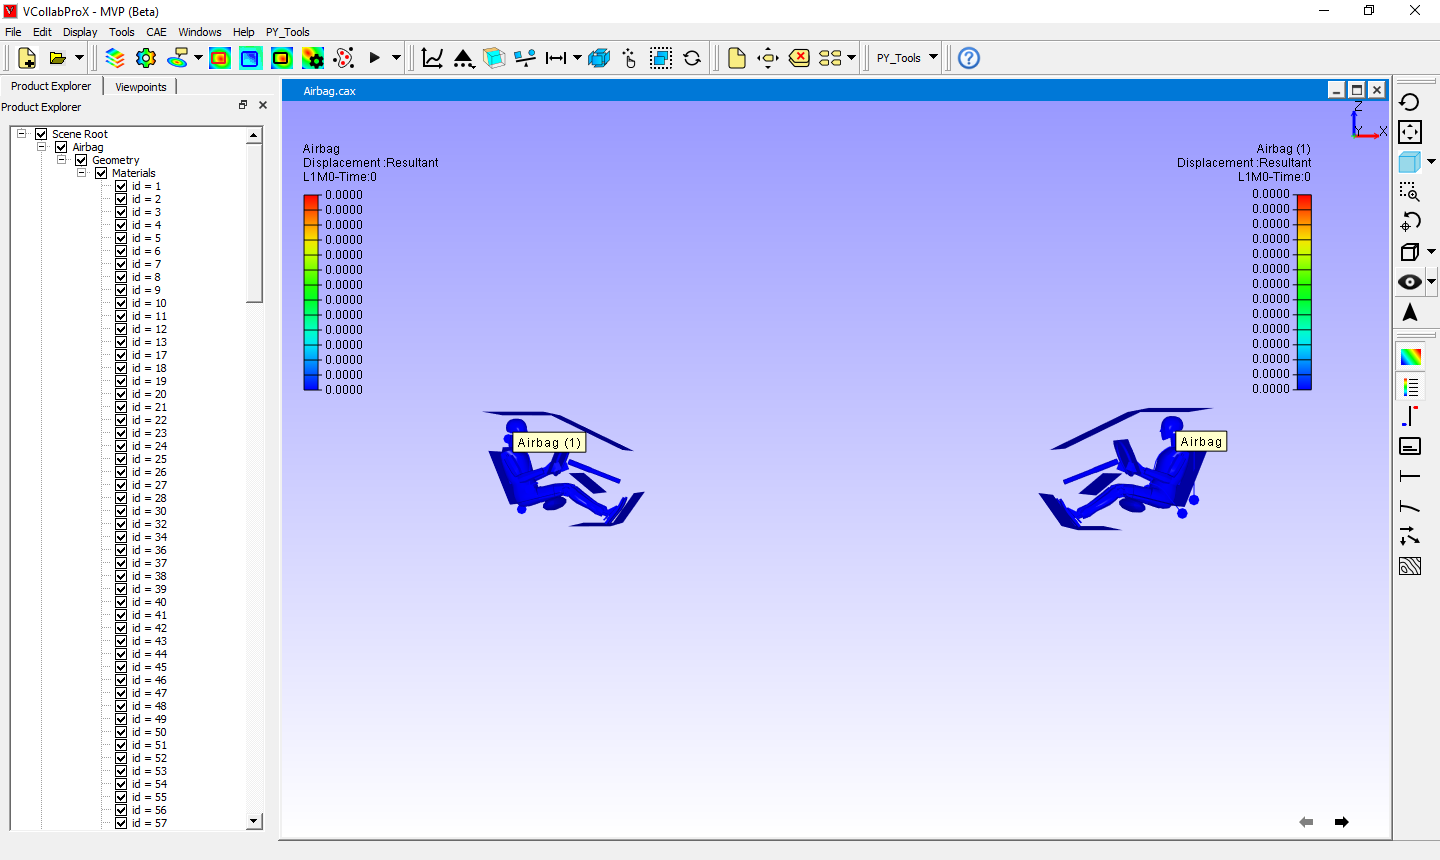 VCollabProX - MVP (Beta)
File Edit Display Tools CAE Windows Help PY_Tools
PY_Tools
Product Explorer
Viewpoints
Product Explorer
Scene Root
Airbag
Geometry
Materials
id = 1
id = 2
id = 3
id = 4
id = 5
id = 6
id = 7
id = 8
id = 9
id = 10
id = 11
id = 12
id = 13
id = 17
id = 18
id = 19
id = 20
id = 21
id = 22
id = 23
id = 24
id = 25
id = 26
id = 27
id = 28
id = 30
id = 32
id = 34
id = 36
id = 37
id = 38
id = 39
id = 40
id = 41
id = 42
id = 43
id = 44
id = 45
id = 46
id = 47
id = 48
id = 49
id = 50
id = 51
id = 52
id = 53
id = 54
id = 55
id = 56
id = 57
Airbag.cax
Airbag
Displacement :Resultant
L1M0-Time:0
0.0000
0.0000
0.0000
0.0000
0.0000
0.0000
0.0000
0.0000
0.0000
0.0000
0.0000
0.0000
0.0000
0.0000
Airbag (1)
Airbag (1)
Displacement :Resultant
L1M0-Time:0
0.0000
0.0000
0.0000
0.0000
0.0000
0.0000
0.0000
0.0000
0.0000
0.0000
0.0000
0.0000
0.0000
0.0000
Airbag
Z
Y
X